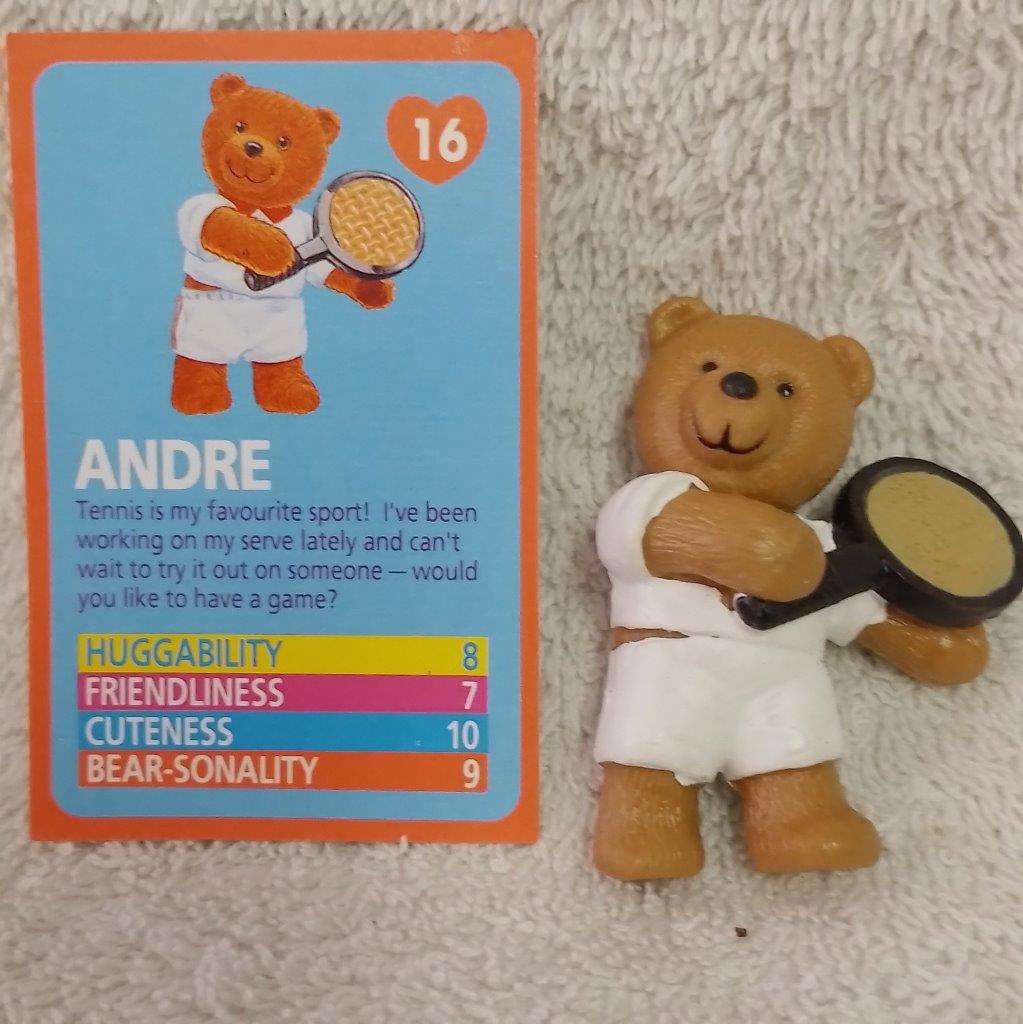 16
ANDRE
Tennis is my favourite sport! I've been
working on my serve lately and can't
wait to try it out on someone — would
you like to have a game?
HUGGABILITY 8
FRIENDLINESS 7
CUTENESS 10
BEAR-SONALITY 9